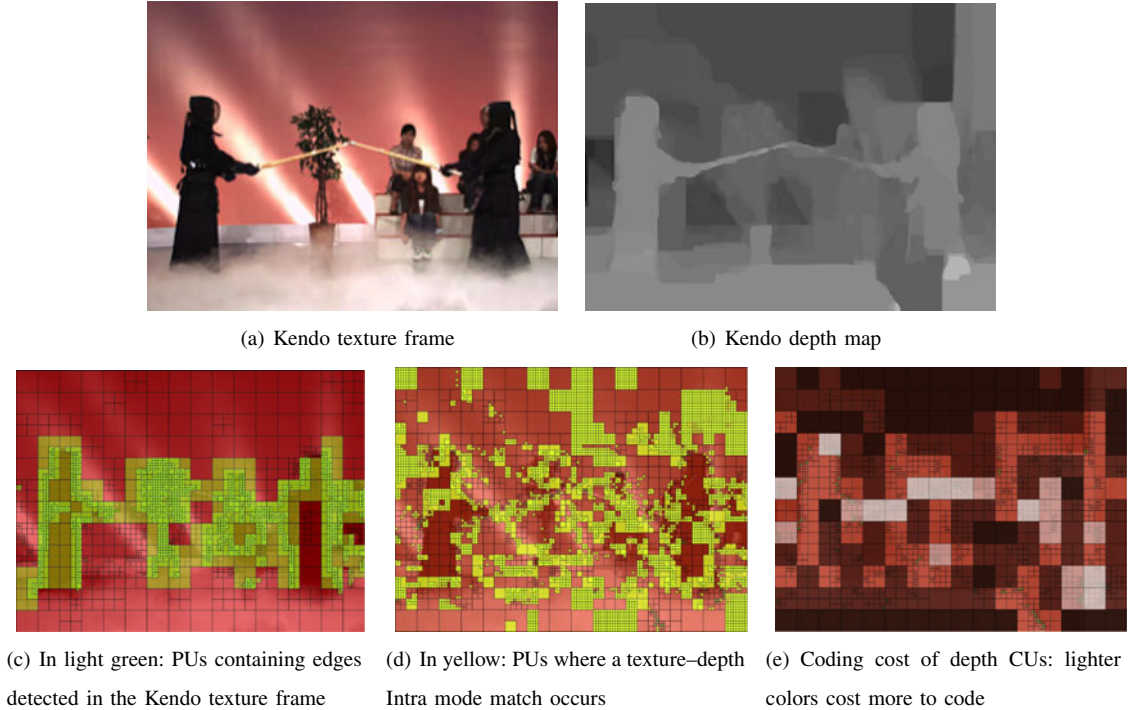 (a) Kendo texture frame
(b) Kendo depth map
(c) In light green: PUs containing edges
detected in the Kendo texture frame
(d) In yellow: PUs where a texture–depth
Intra mode match occurs
(e) Coding cost of depth CUs: lighter
colors cost more to code